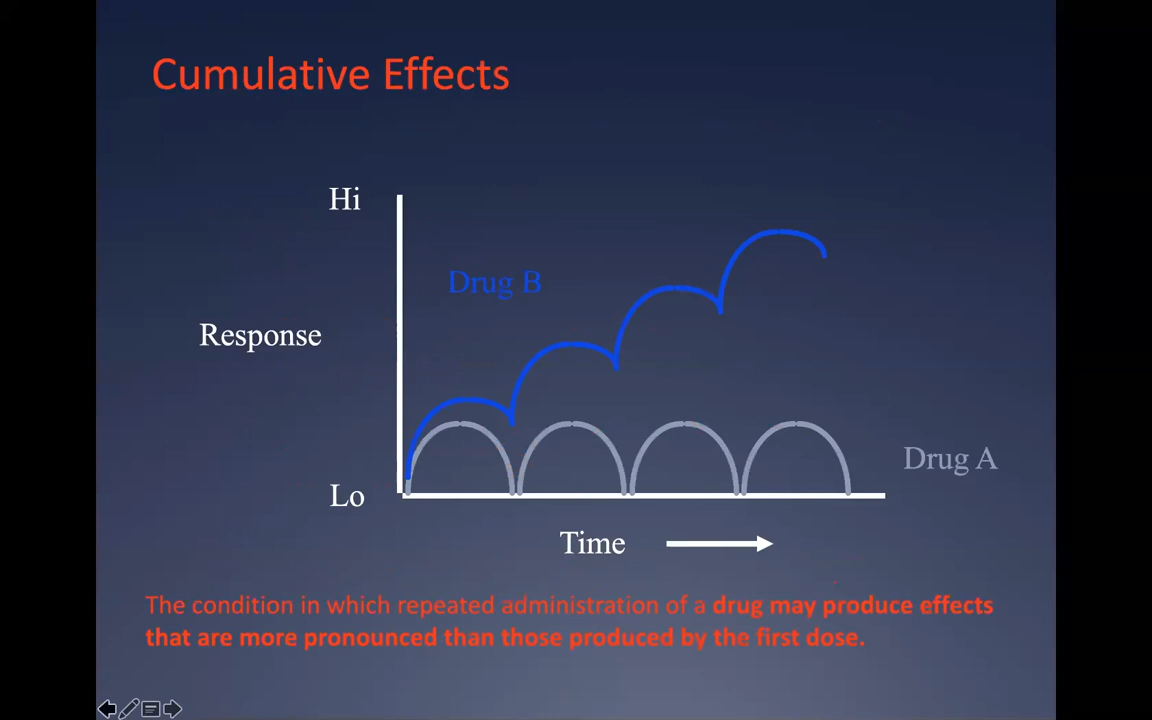 Cumulative Effects
Hi
Drug B
Response
Drug A
Lo
Time
The condition in which repeated administration of a drug may produce effects
that are more pronounced than those produced by the first dose.